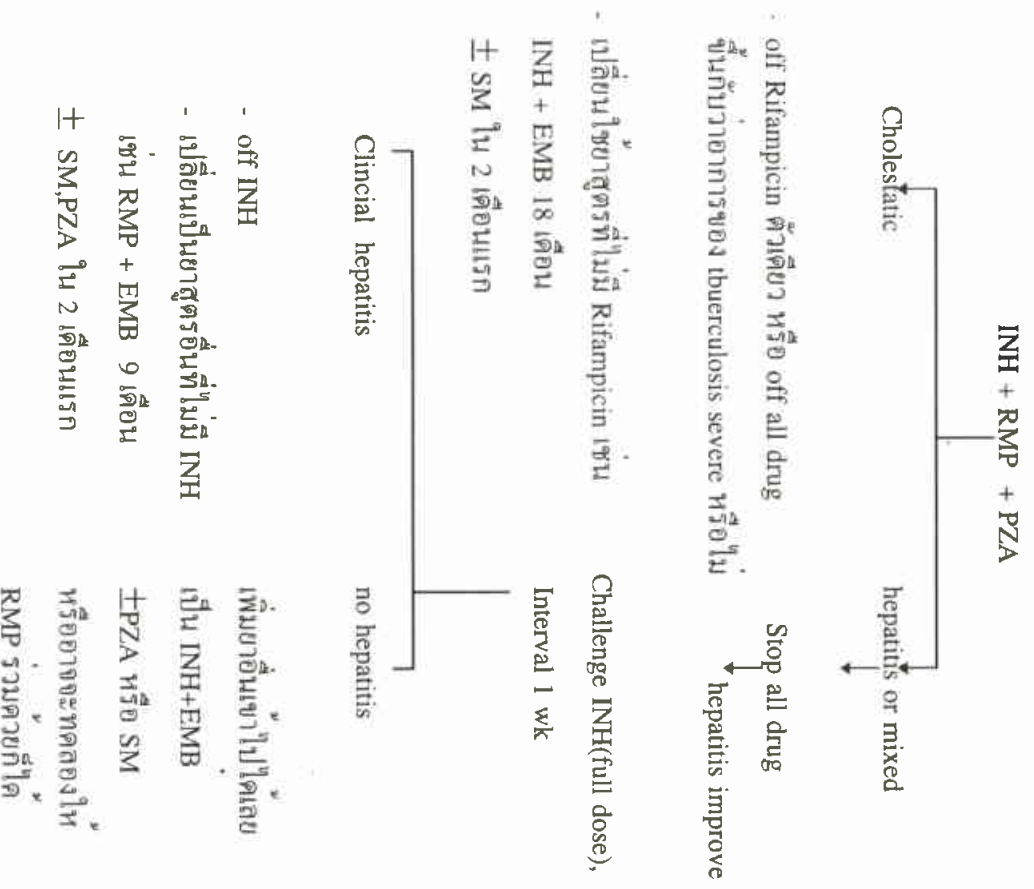 INH + RMP + PZA
Cholestatic
- off Rifampicin ตัวเดียว หรือ off all drug
ขึ้นกับว่าอาการของ tbuerculosis severe หรือไม่
- เปลี่ยนใช้ยาสูตรที่ไม่มี Rifampicin เช่น
INH + EMB 18 เดือน
± SM ใน 2 เดือนแรก
hepatitis or mixed
Stop all drug
hepatitis improve
Challenge INH(full dose),
Interval 1 wk
Clincial hepatitis
- off INH
- เปลี่ยนเป็นยาสูตรอื่นที่ไม่มี INH
เช่น RMP + EMB 9 เดือน
± SM,PZA ใน 2 เดือนแรก
no hepatitis
เพิ่มยาอื่นเข้าไปได้เลย
เป็น INH+EMB
±PZA หรือ SM
หรืออาจจะทดลองให้
RMP ร่วมด้วยก็ได้